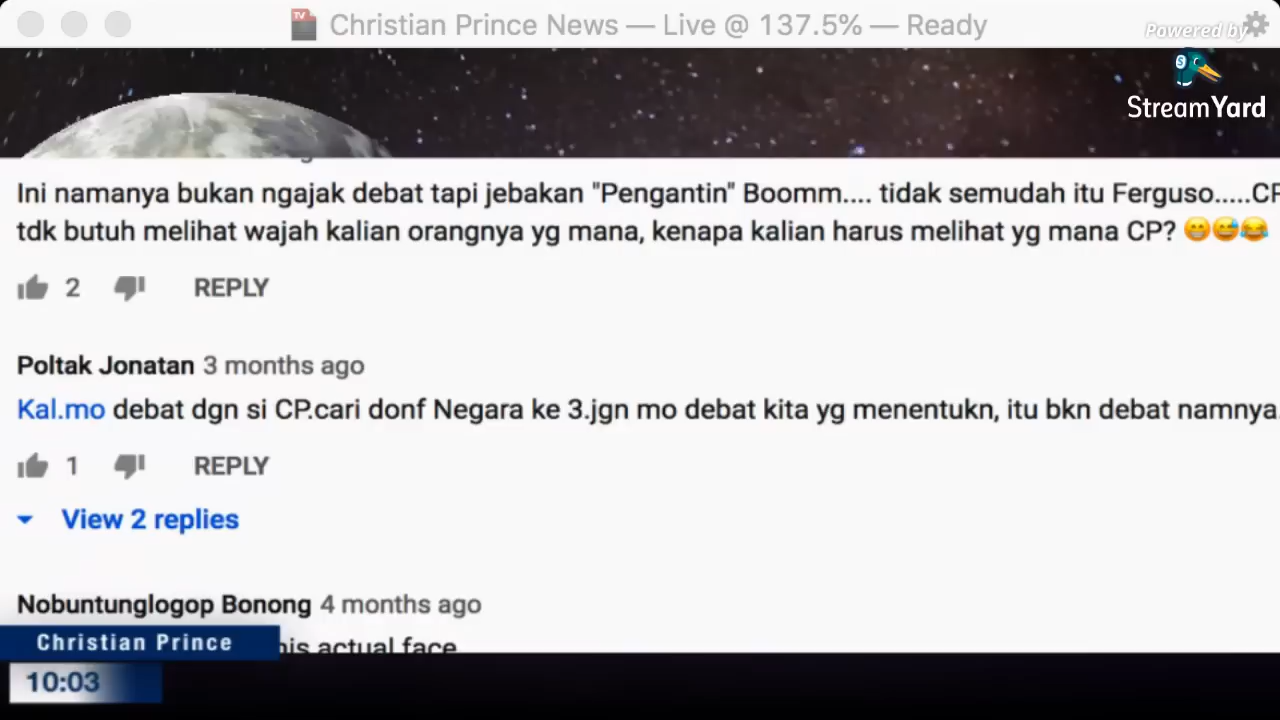 Christian Prince News — Live @ 137.5% — Ready
Powered by
StreamYard
Ini namanya bukan ngajak debat tapi jebakan "Pengantin" Boomm.... tidak semudah itu Ferguso.....CP
tdk butuh melihat wajah kalian orangnya yg mana, kenapa kalian harus melihat yg mana CP? 😁😅😂
2 REPLY
Poltak Jonatan 3 months ago
Kal.mo debat dgn si CP.cari donf Negara ke 3.jgn mo debat kita yg menentukn, itu bkn debat namnya.
1 REPLY
View 2 replies
Nobuntunglogop Bonong 4 months ago
his actual face
Christian Prince
10:03